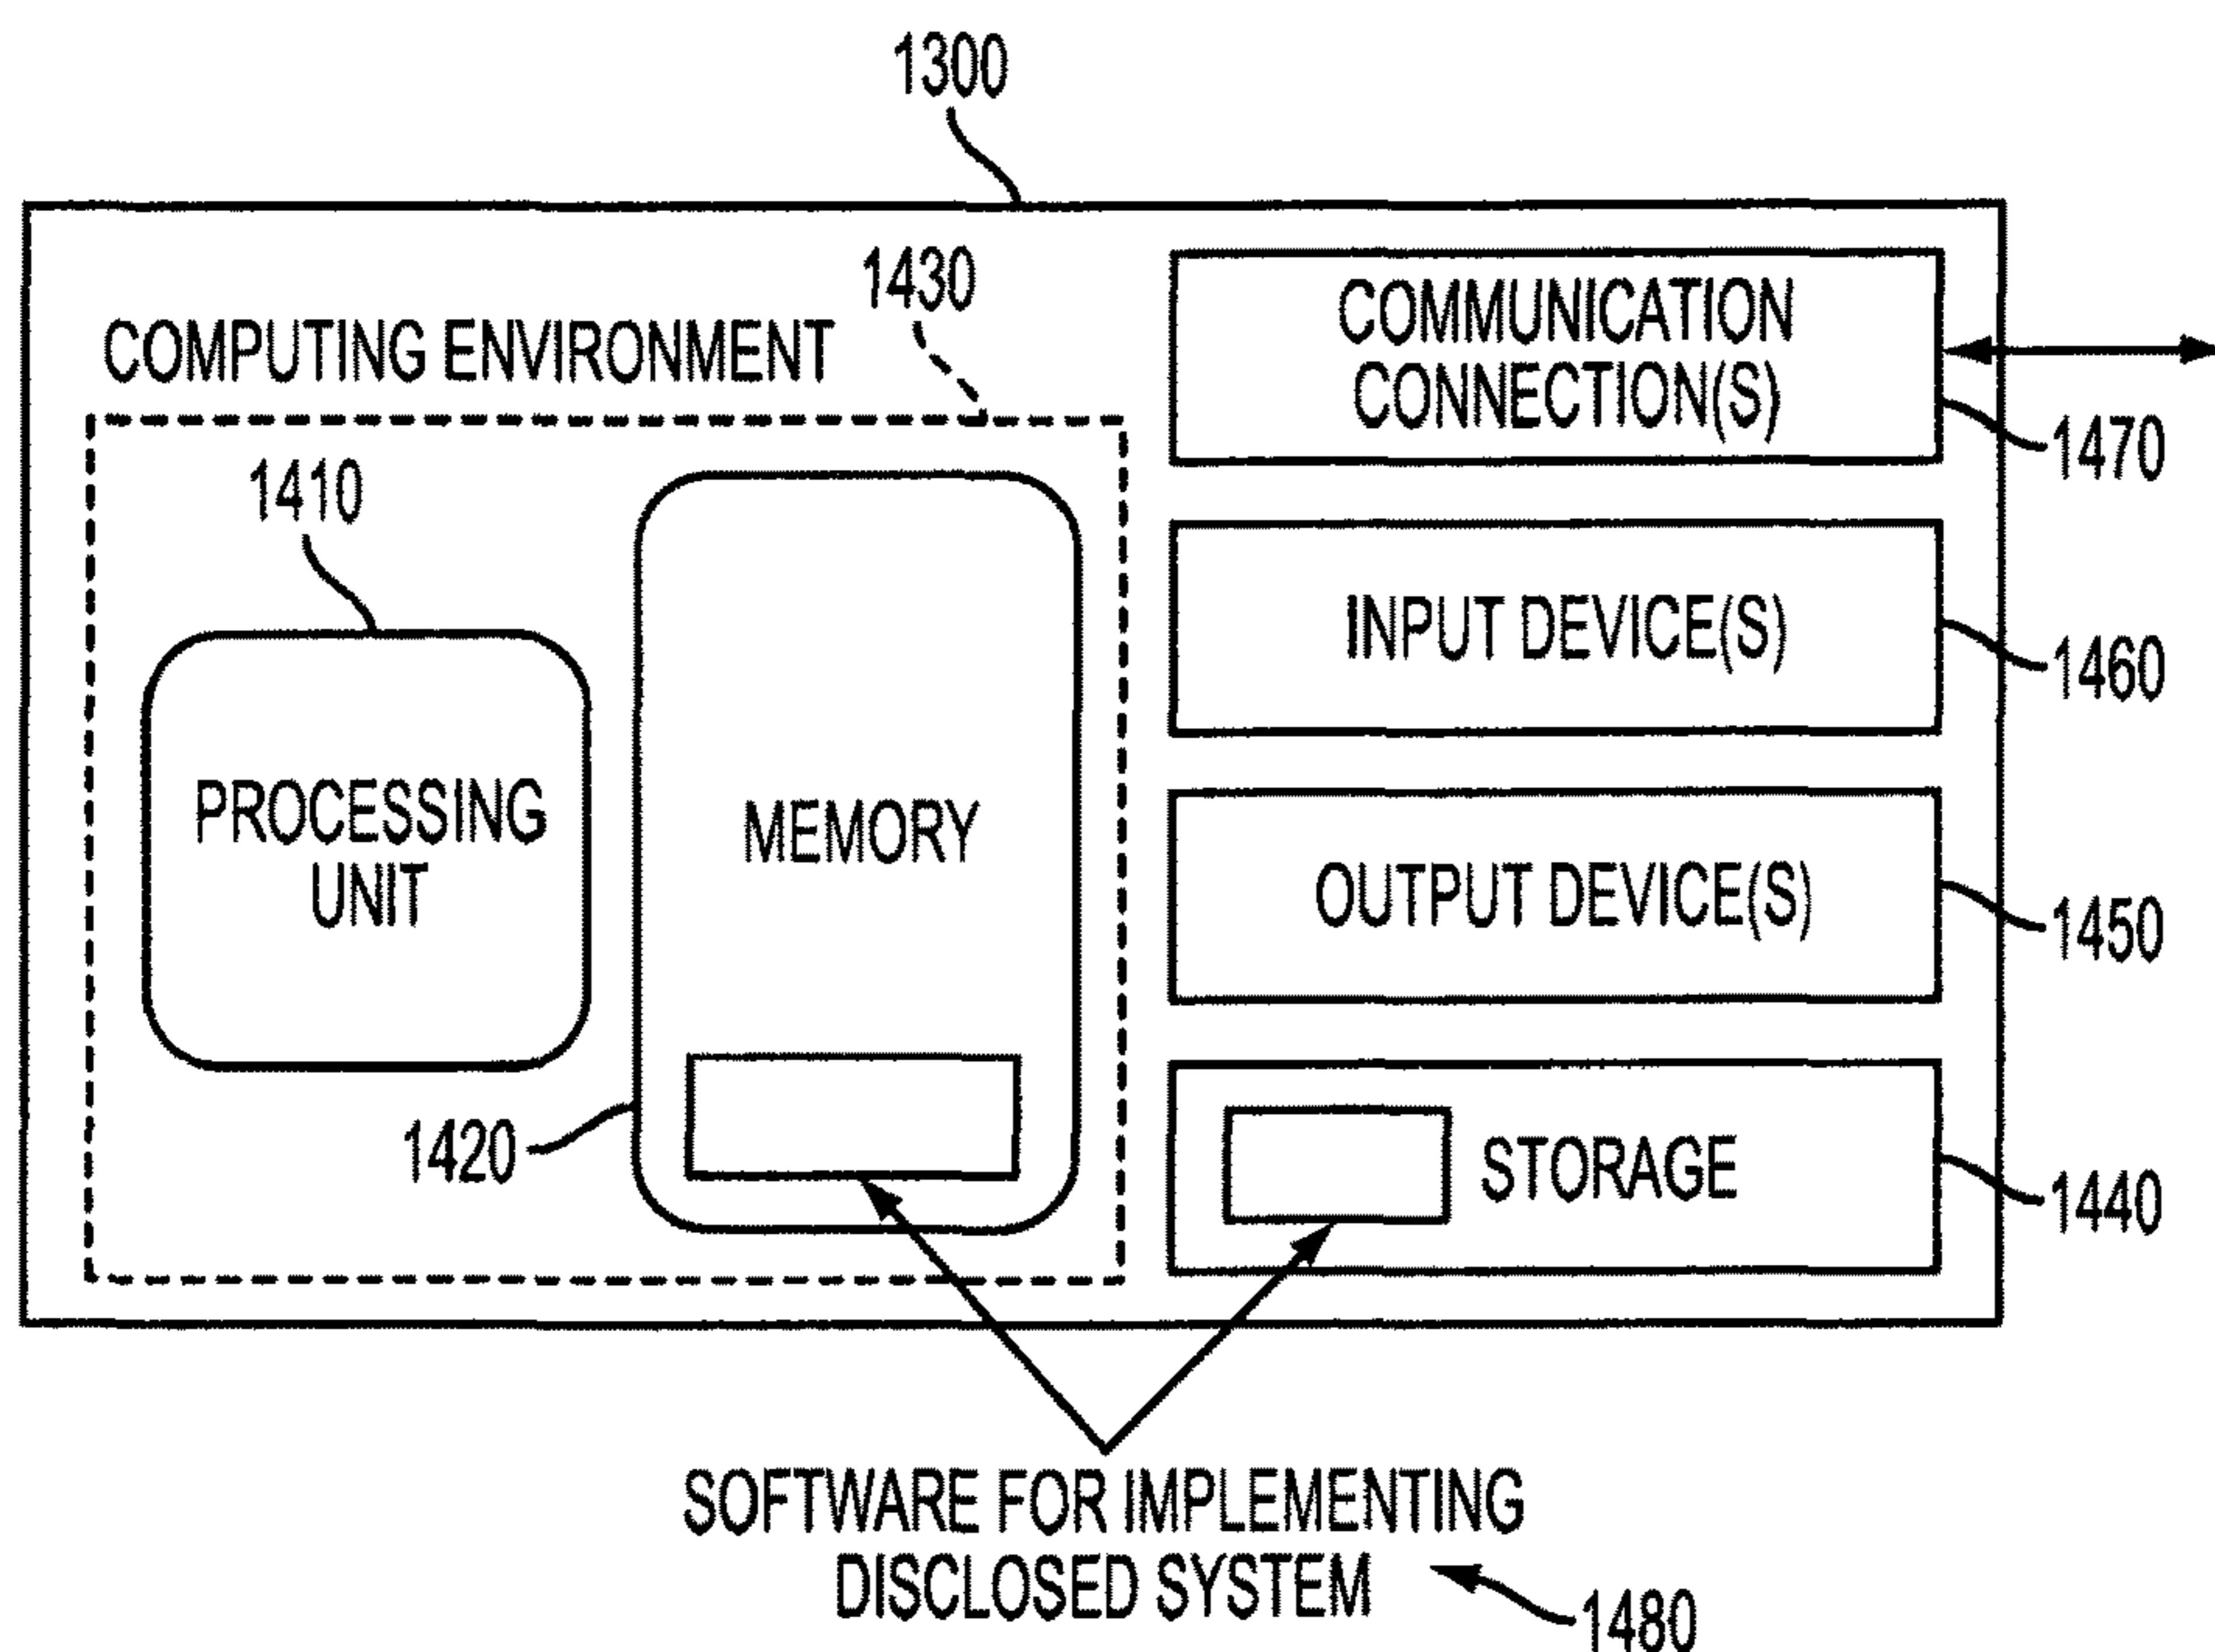 1300
1430
COMPUTING ENVIRONMENT
1410
PROCESSING
UNIT
MEMORY
1420
COMMUNICATION
CONNECTION(S)
1470
INPUT DEVICE(S)
1460
OUTPUT DEVICE(S)
1450
STORAGE
1440
SOFTWARE FOR IMPLEMENTING
DISCLOSED SYSTEM
1480